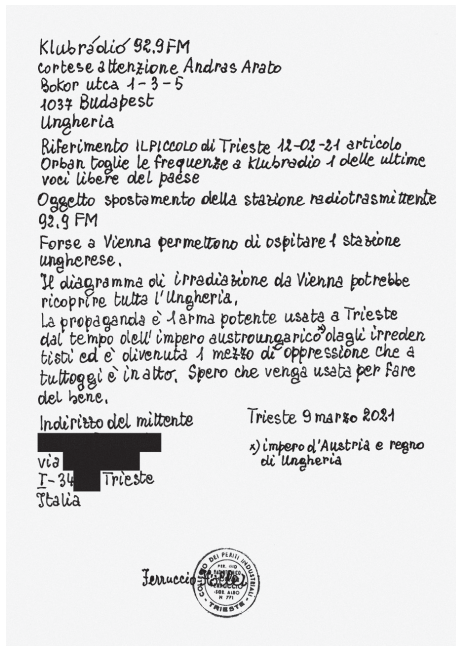 Klubrádió 92.9 FM
cortese attenzione Andras Arato
Bokor utca 1-3-5
1037 Budapest
Ungheria
Riferimento IL PICCOLO di Trieste 12-02-21 articolo
Orban toglie le frequenze a Klubradio 1 delle ultime
voci libere del paese
Oggetto spostamento della stazione radiotrasmittente
92.9 FM
Forse a Vienna permettono di ospitare 1 stazione
ungherese.
Il diagramma di irradiazione da Vienna potrebbe
ricoprire tutta l'Ungheria.
La propaganda è 1 arma potente usata a Trieste
dal tempo dell'impero austroungarico x) dagli irreden
tisti ed è divenuta 1 mezzo di oppressione che a
tuttoggi è in atto. Spero che venga usata per fare
del bene.
Indirizzo del mittente
via
I-34 Trieste
Italia
Trieste 9 marzo 2021
x) impero d'Austria e regno
di Ungheria
Ferruccio
COLLEGIO DEI PERITI INDUSTRIALI
TRIESTE
PER. IND.
FERRUCCIO
N 771